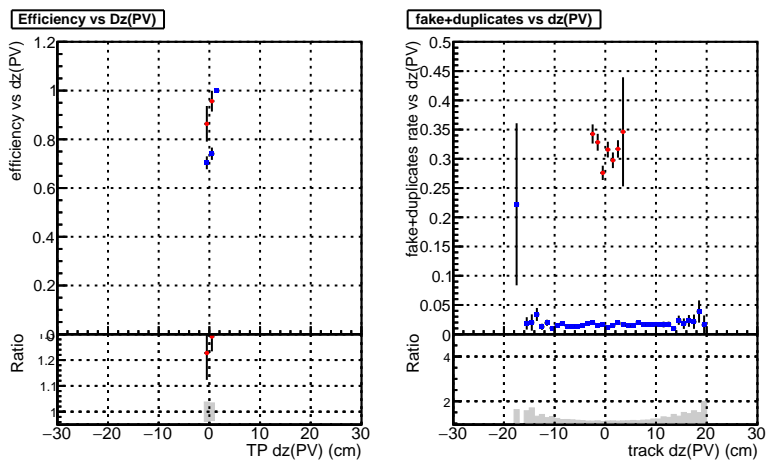 Efficiency vs Dz(PV)
efficiency vs dz(PV)
1.2
1
0.8
0.6
0.4
0.2
0
Ratio
1.2
1.1
1
−30 −20 −10 0 10 20 30
TP dz(PV) (cm)
fake+duplicates vs dz(PV)
fake+duplicates rate vs dz(PV)
0.5
0.45
0.4
0.35
0.3
0.25
0.2
0.15
0.1
0.05
0
Ratio
4
2
−30 −20 −10 0 10 20 30
track dz(PV) (cm)